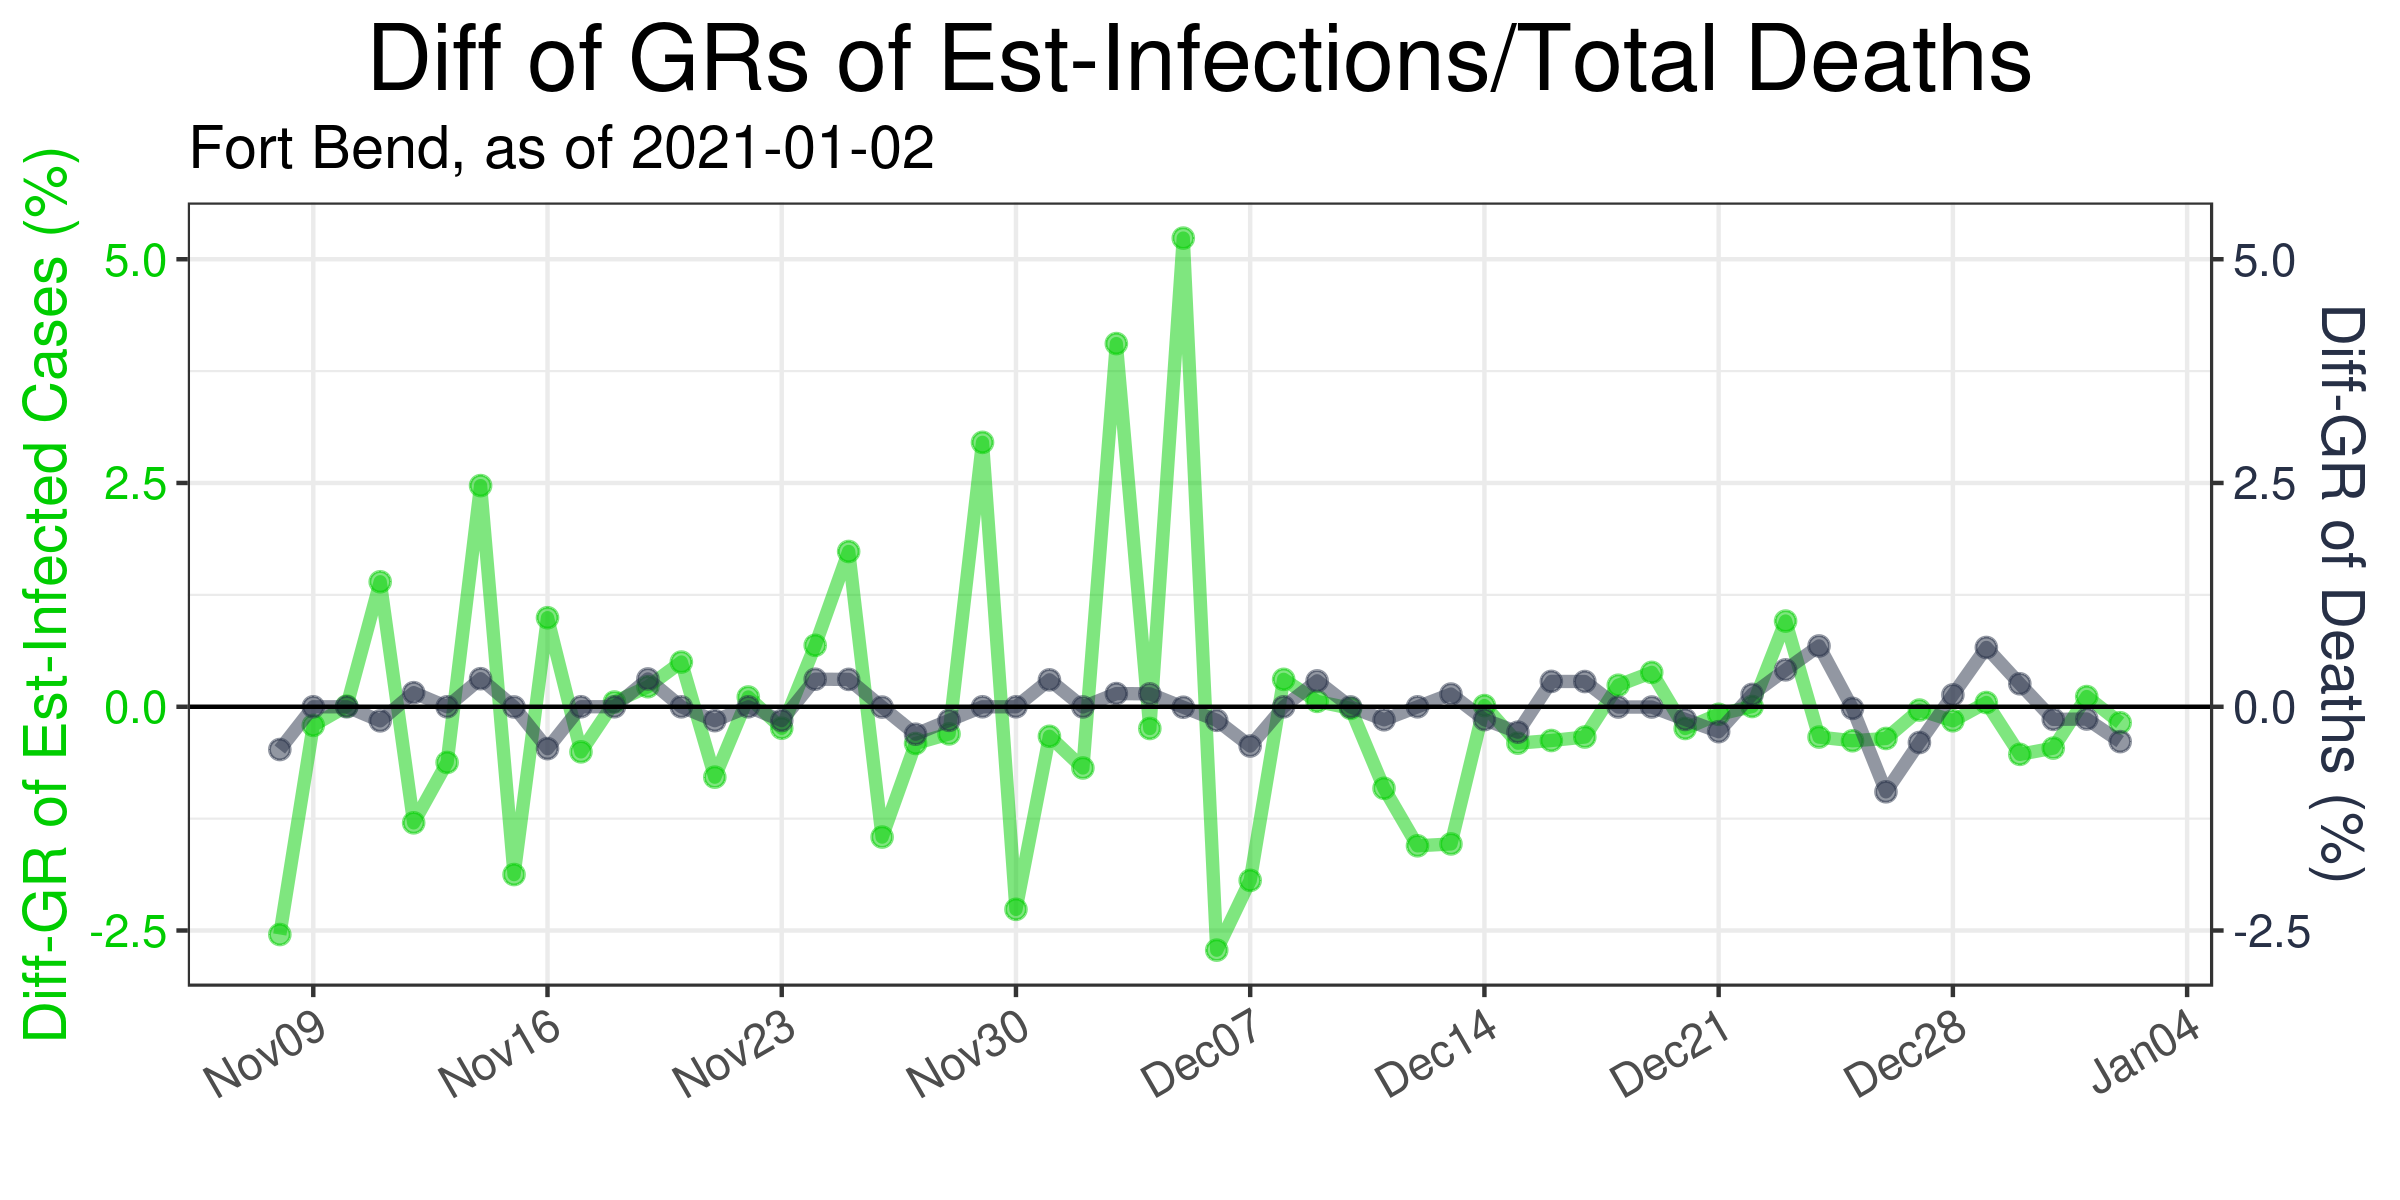 Diff of GRs of Est-Infections/Total Deaths
Fort Bend, as of 2021-01-02
Diff-GR of Est-Infected Cases (%)
5.0
2.5
0.0
-2.5
5.0
2.5
0.0
-2.5
Diff-GR of Deaths (%)
Nov09 Nov16 Nov23 Nov30 Dec07 Dec14 Dec21 Dec28 Jan04